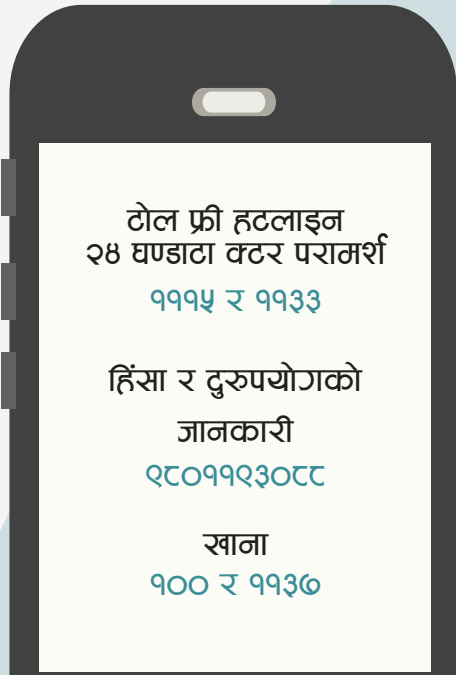 टोल फ्री हटलाइन
२४ घण्डाटा क्टर परामर्श
१११५ र ११३३
हिंसा र दुरुपयोगको
जानकारी
९८०११९३०८८
खाना
१०० र ११३७